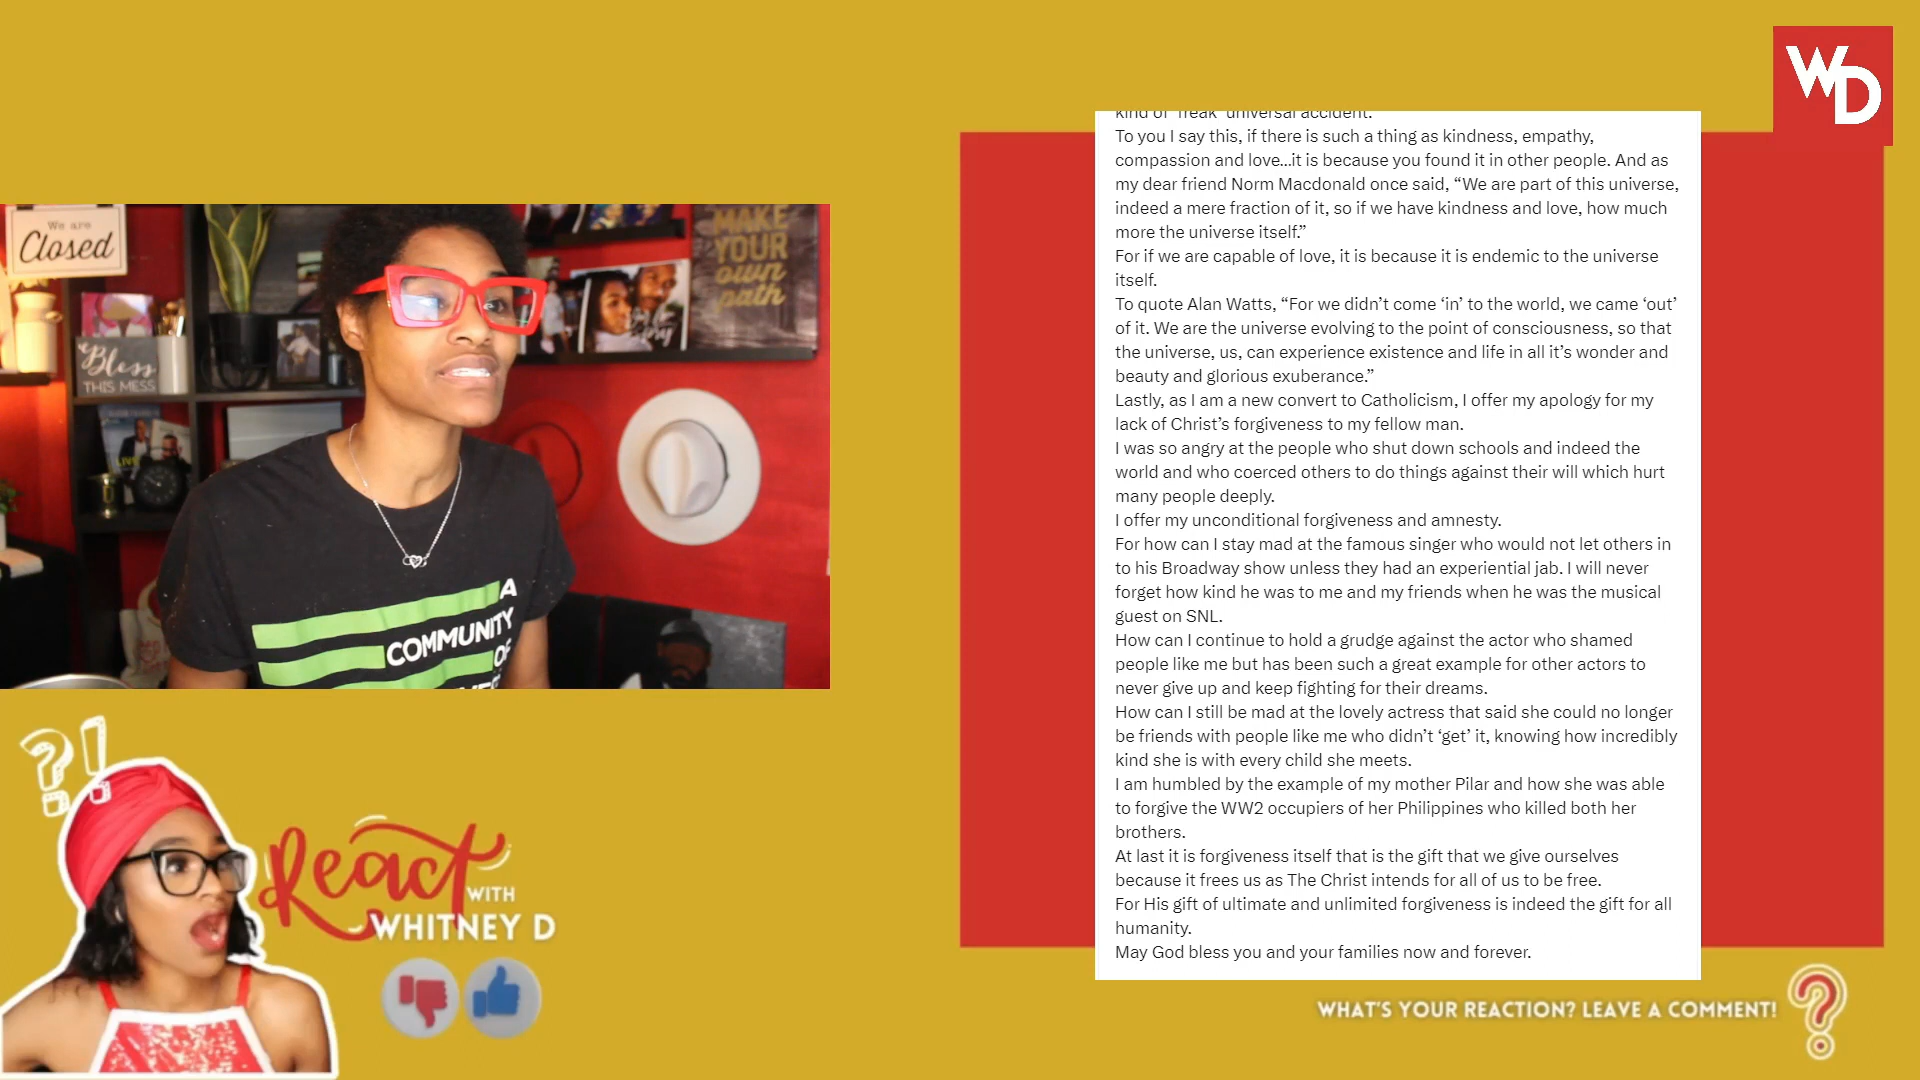 WD
We are
Closed
Bless
THIS MESS
MAKE
YOUR
own
path
A
COMMUNITY
OF
kind of "freak" universal accident.
To you I say this, if there is such a thing as kindness, empathy,
compassion and love...it is because you found it in other people. And as
my dear friend Norm Macdonald once said, “We are part of this universe,
indeed a mere fraction of it, so if we have kindness and love, how much
more the universe itself.”
For if we are capable of love, it is because it is endemic to the universe
itself.
To quote Alan Watts, “For we didn’t come ‘in’ to the world, we came ‘out’
of it. We are the universe evolving to the point of consciousness, so that
the universe, us, can experience existence and life in all it’s wonder and
beauty and glorious exuberance.”
Lastly, as I am a new convert to Catholicism, I offer my apology for my
lack of Christ’s forgiveness to my fellow man.
I was so angry at the people who shut down schools and indeed the
world and who coerced others to do things against their will which hurt
many people deeply.
I offer my unconditional forgiveness and amnesty.
For how can I stay mad at the famous singer who would not let others in
to his Broadway show unless they had an experiential jab. I will never
forget how kind he was to me and my friends when he was the musical
guest on SNL.
How can I continue to hold a grudge against the actor who shamed
people like me but has been such a great example for other actors to
never give up and keep fighting for their dreams.
How can I still be mad at the lovely actress that said she could no longer
be friends with people like me who didn’t ‘get’ it, knowing how incredibly
kind she is with every child she meets.
I am humbled by the example of my mother Pilar and how she was able
to forgive the WW2 occupiers of her Philippines who killed both her
brothers.
At last it is forgiveness itself that is the gift that we give ourselves
because it frees us as The Christ intends for all of us to be free.
For His gift of ultimate and unlimited forgiveness is indeed the gift for all
humanity.
May God bless you and your families now and forever.
?!
React
WITH
WHITNEY D
WHAT'S YOUR REACTION? LEAVE A COMMENT!
?